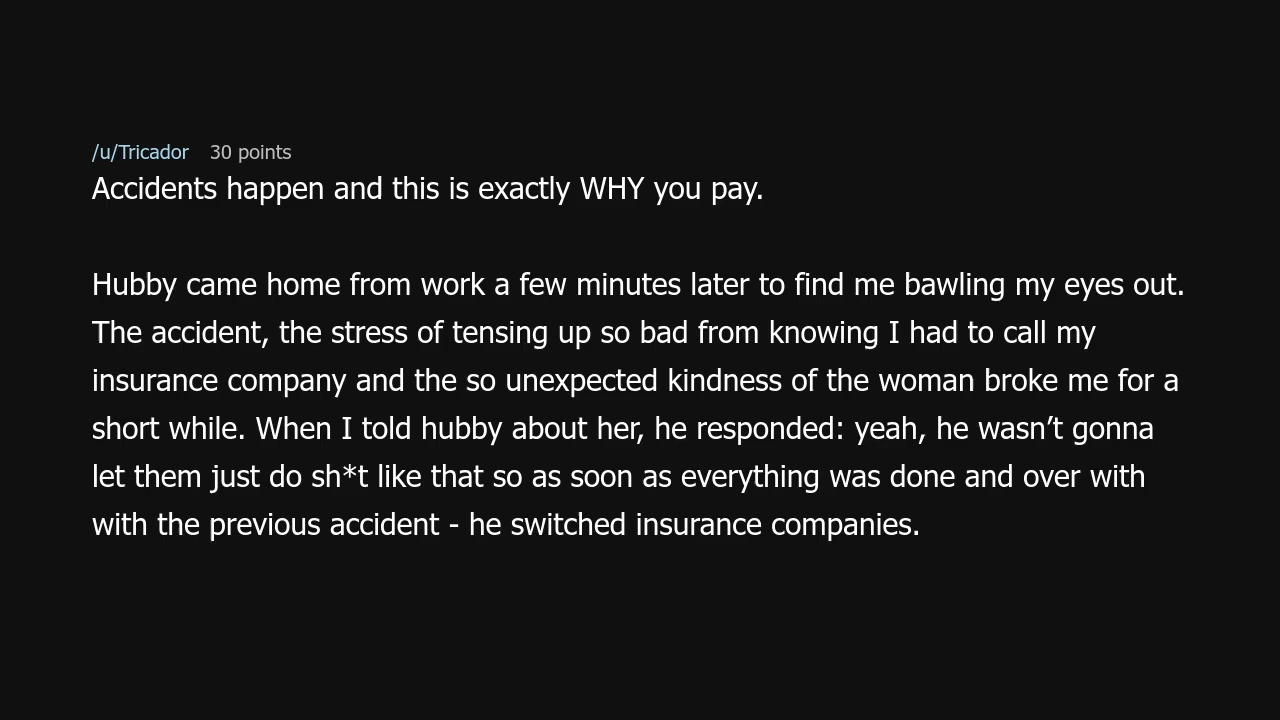 /u/Tricador 30 points
Accidents happen and this is exactly WHY you pay.
Hubby came home from work a few minutes later to find me bawling my eyes out.
The accident, the stress of tensing up so bad from knowing I had to call my
insurance company and the so unexpected kindness of the woman broke me for a
short while. When I told hubby about her, he responded: yeah, he wasn’t gonna
let them just do sh*t like that so as soon as everything was done and over with
with the previous accident - he switched insurance companies.